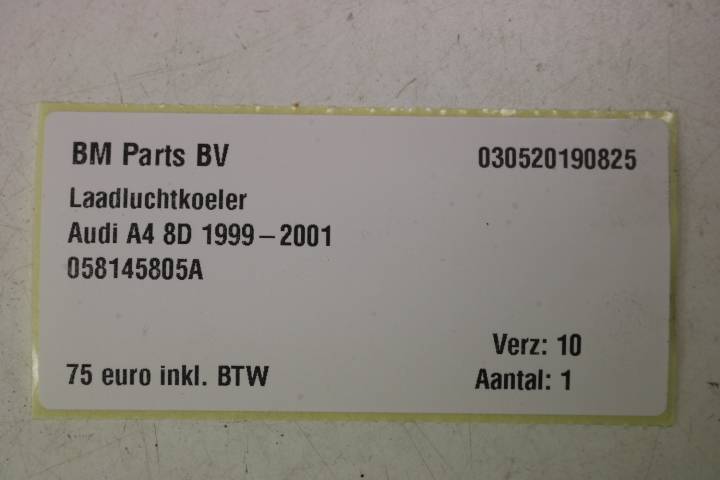 BM Parts BV 030520190825
Laadluchtkoeler
Audi A4 8D 1999-2001
058145805A
Verz: 10
75 euro inkl. BTW Aantal: 1